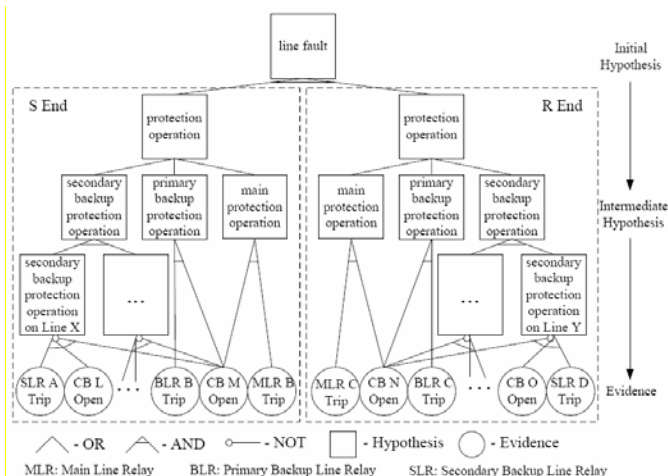 line fault
Initial
Hypothesis
S End
R End
protection
operation
protection
operation
secondary
backup
protection
operation
primary
backup
protection
operation
main
protection
operation
main
protection
operation
primary
backup
protection
operation
secondary
backup
protection
operation
Intermediate
Hypothesis
secondary
backup
protection
operation
on Line X
...
...
secondary
backup
protection
operation
on Line Y
SLR A
Trip
CB L
Open
...
BLR B
Trip
CB M
Open
MLR B
Trip
MLR C
Trip
CB N
Open
BLR C
Trip
...
CB O
Open
SLR D
Trip
Evidence
- OR
- AND
- NOT
- Hypothesis
- Evidence
MLR: Main Line Relay
BLR: Primary Backup Line Relay
SLR: Secondary Backup Line Relay